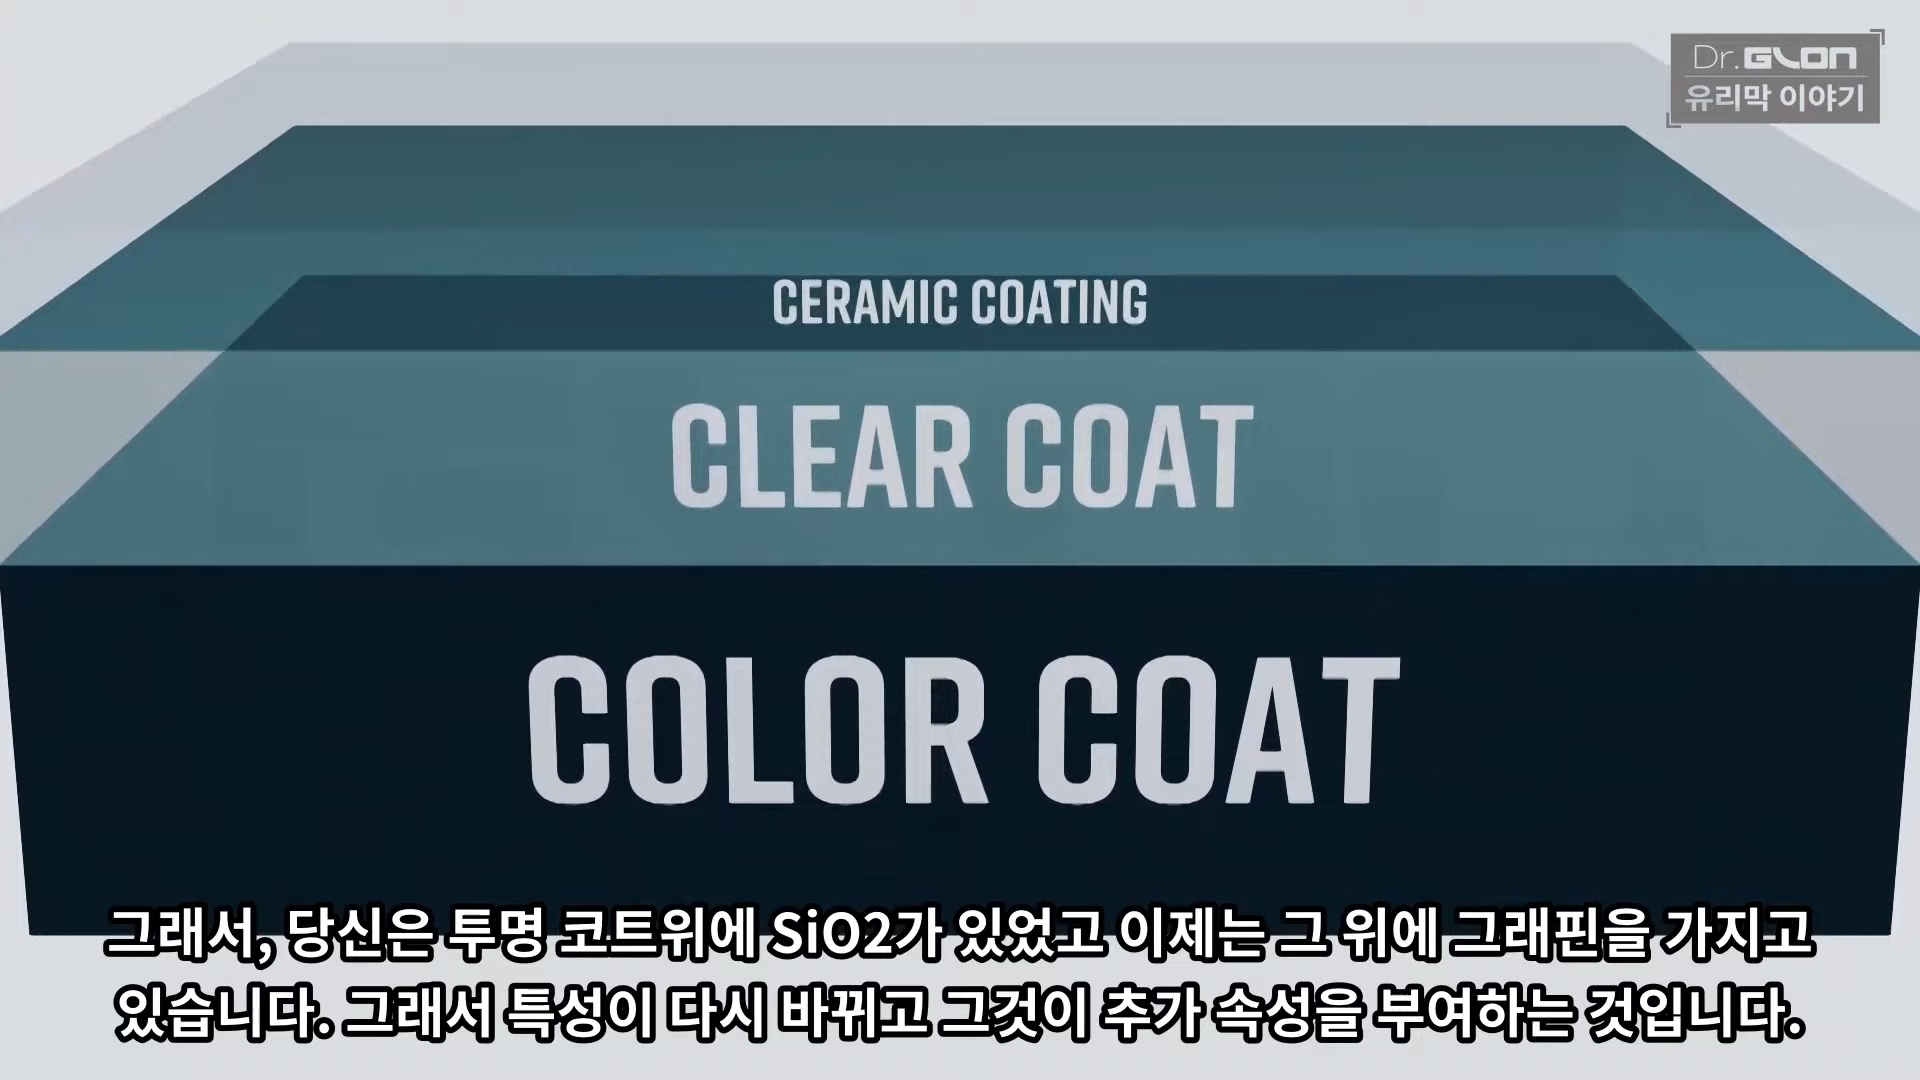 Dr.GLON
유리막 이야기
CERAMIC COATING
CLEAR COAT
COLOR COAT
그래서, 당신은 투명 코트위에 SiO2가 있었고 이제는 그 위에 그래핀을 가지고
있습니다. 그래서 특성이 다시 바뀌고 그것이 추가 속성을 부여하는 것입니다.